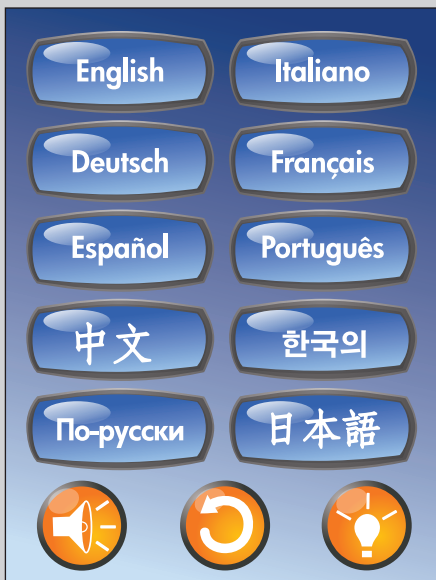 English
Italiano
Deutsch
Français
Español
Português
中文
한국의
По-русски
日本語